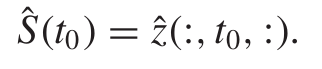 Ŝ(t₀) = ẑ(:, t₀, :).